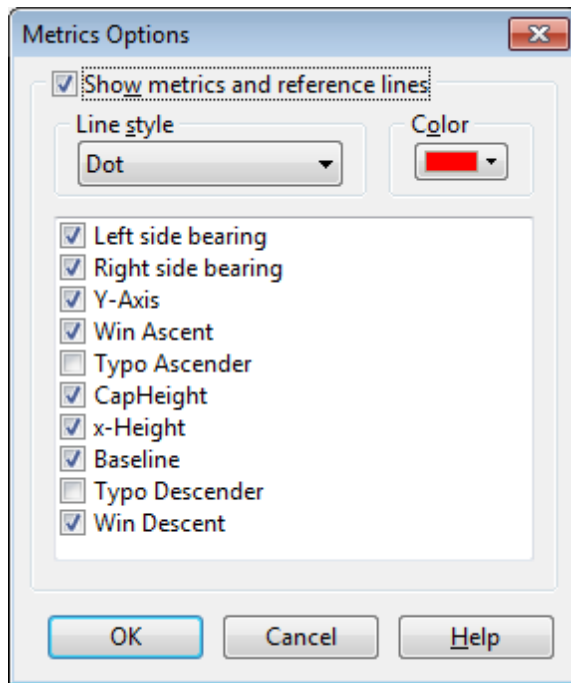 Metrics Options
Show metrics and reference lines
Line style
Color
Dot
Left side bearing
Right side bearing
Y-Axis
Win Ascent
Typo Ascender
CapHeight
x-Height
Baseline
Typo Descender
Win Descent
OK
Cancel
Help